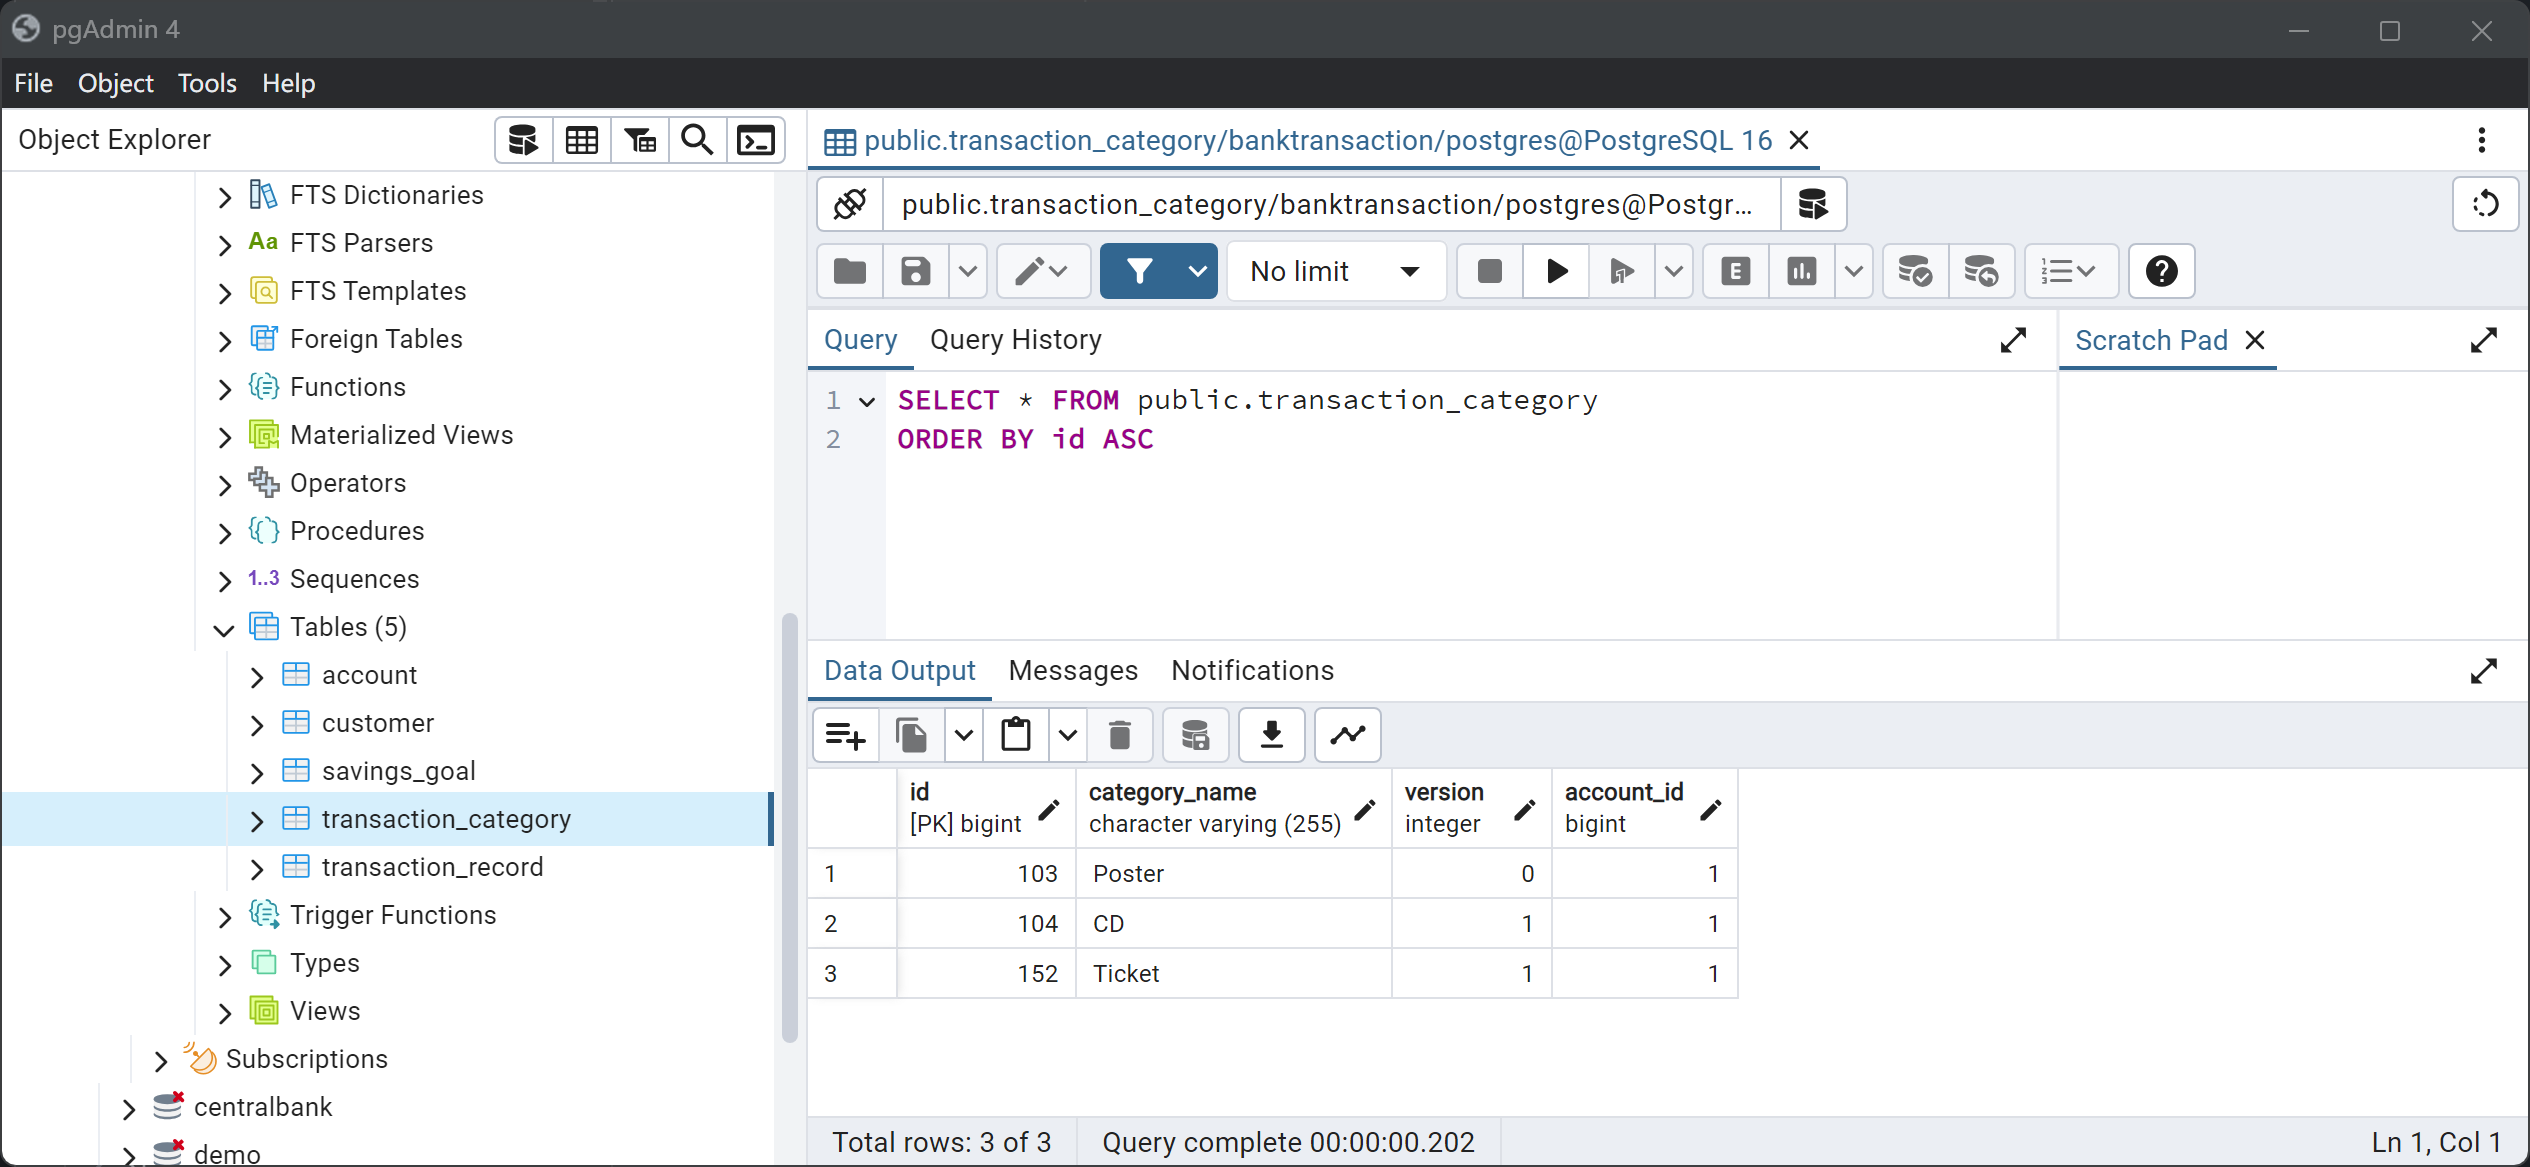 pgAdmin 4
File Object Tools Help
Object Explorer
FTS Dictionaries
Aa FTS Parsers
FTS Templates
Foreign Tables
Functions
Materialized Views
Operators
Procedures
1..3 Sequences
Tables (5)
account
customer
savings_goal
transaction_category
transaction_record
Trigger Functions
Types
Views
Subscriptions
centralbank
demo
public.transaction_category/banktransaction/postgres@PostgreSQL 16
public.transaction_category/banktransaction/postgres@Postgr...
No limit
E
Query Query History
Scratch Pad
1 SELECT * FROM public.transaction_category
2 ORDER BY id ASC
Data Output Messages Notifications
id category_name version account_id
[PK] bigint character varying (255) integer bigint
1 103 Poster 0 1
2 104 CD 1 1
3 152 Ticket 1 1
Total rows: 3 of 3 Query complete 00:00:00.202 Ln 1, Col 1